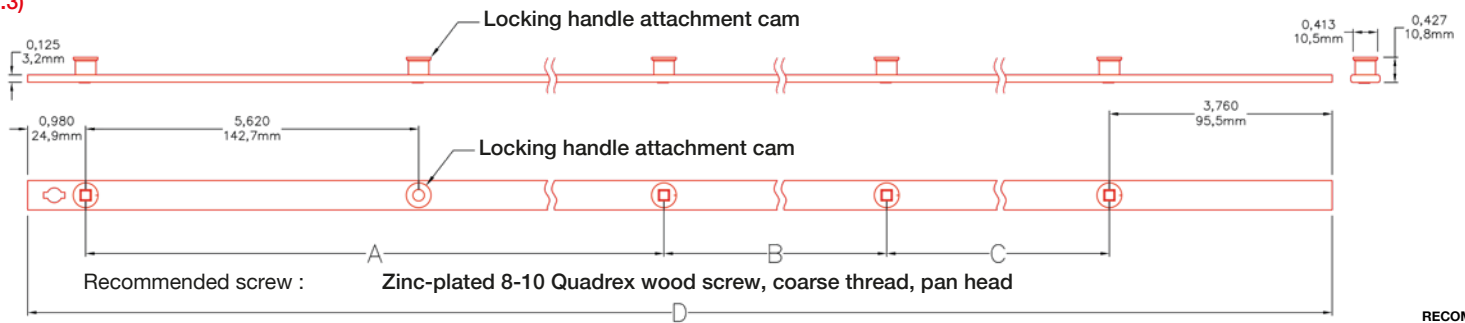 .3)
Locking handle attachment cam
0,125
3,2mm
0,413
10,5mm
0,427
10,8mm
0,980
24,9mm
5,620
142,7mm
3,760
95,5mm
Locking handle attachment cam
A
B
C
Recommended screw : Zinc-plated 8-10 Quadrex wood screw, coarse thread, pan head
D
RECOM